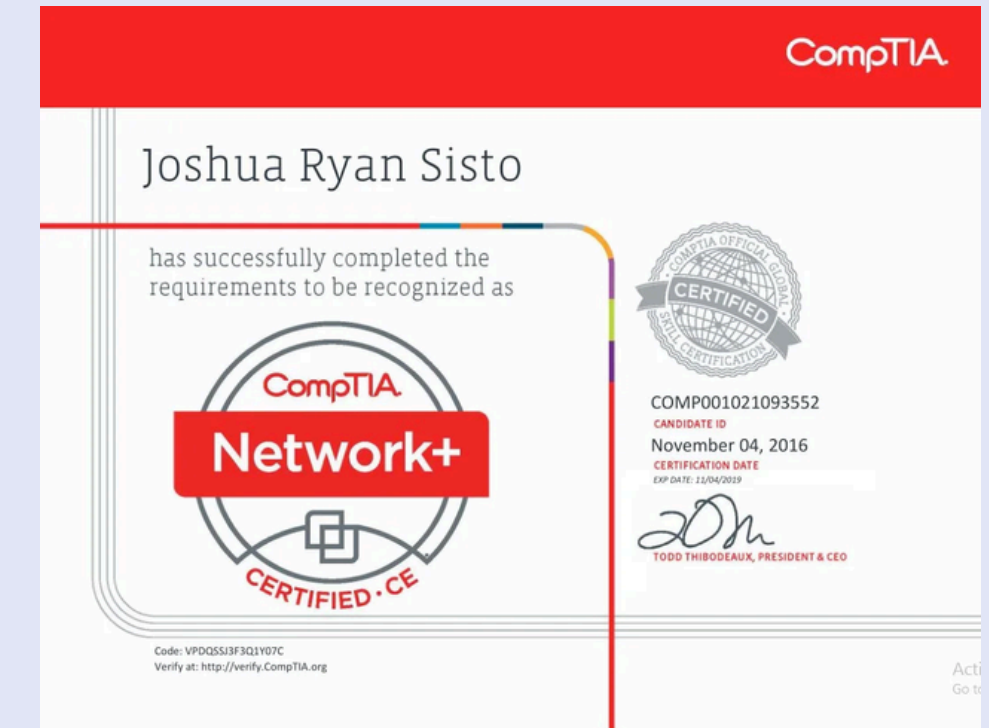 CompTIA.
Joshua Ryan Sisto
has successfully completed the
requirements to be recognized as
CompTIA.
Network+
CERTIFIED · CE
COMPTIA OFFICIAL GLOBAL
CERTIFIED
SKILL CERTIFICATION
COMP001021093552
CANDIDATE ID
November 04, 2016
CERTIFICATION DATE
EXP DATE: 11/04/2019
TODD THIBODEAUX, PRESIDENT & CEO
Code: VPDQSSJ3F3Q1Y07C
Verify at: http://verify.CompTIA.org
Go to